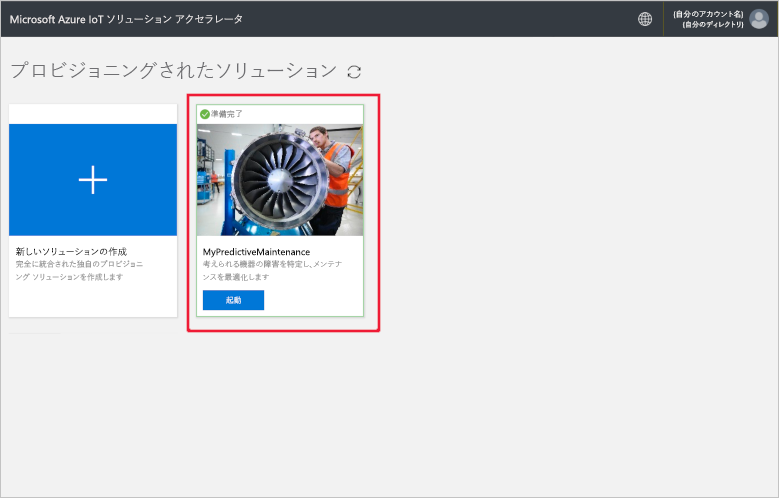 Microsoft Azure IoT ソリューション アクセラレータ
(自分のアカウント名)
(自分のディレクトリ)
プロビジョニングされたソリューション
準備完了
新しいソリューションの作成
完全に統合された独自のプロビジョニ
ング ソリューションを作成します
MyPredictiveMaintenance
考えられる機器の障害を特定し、メンテナ
ンスを最適化します
起動